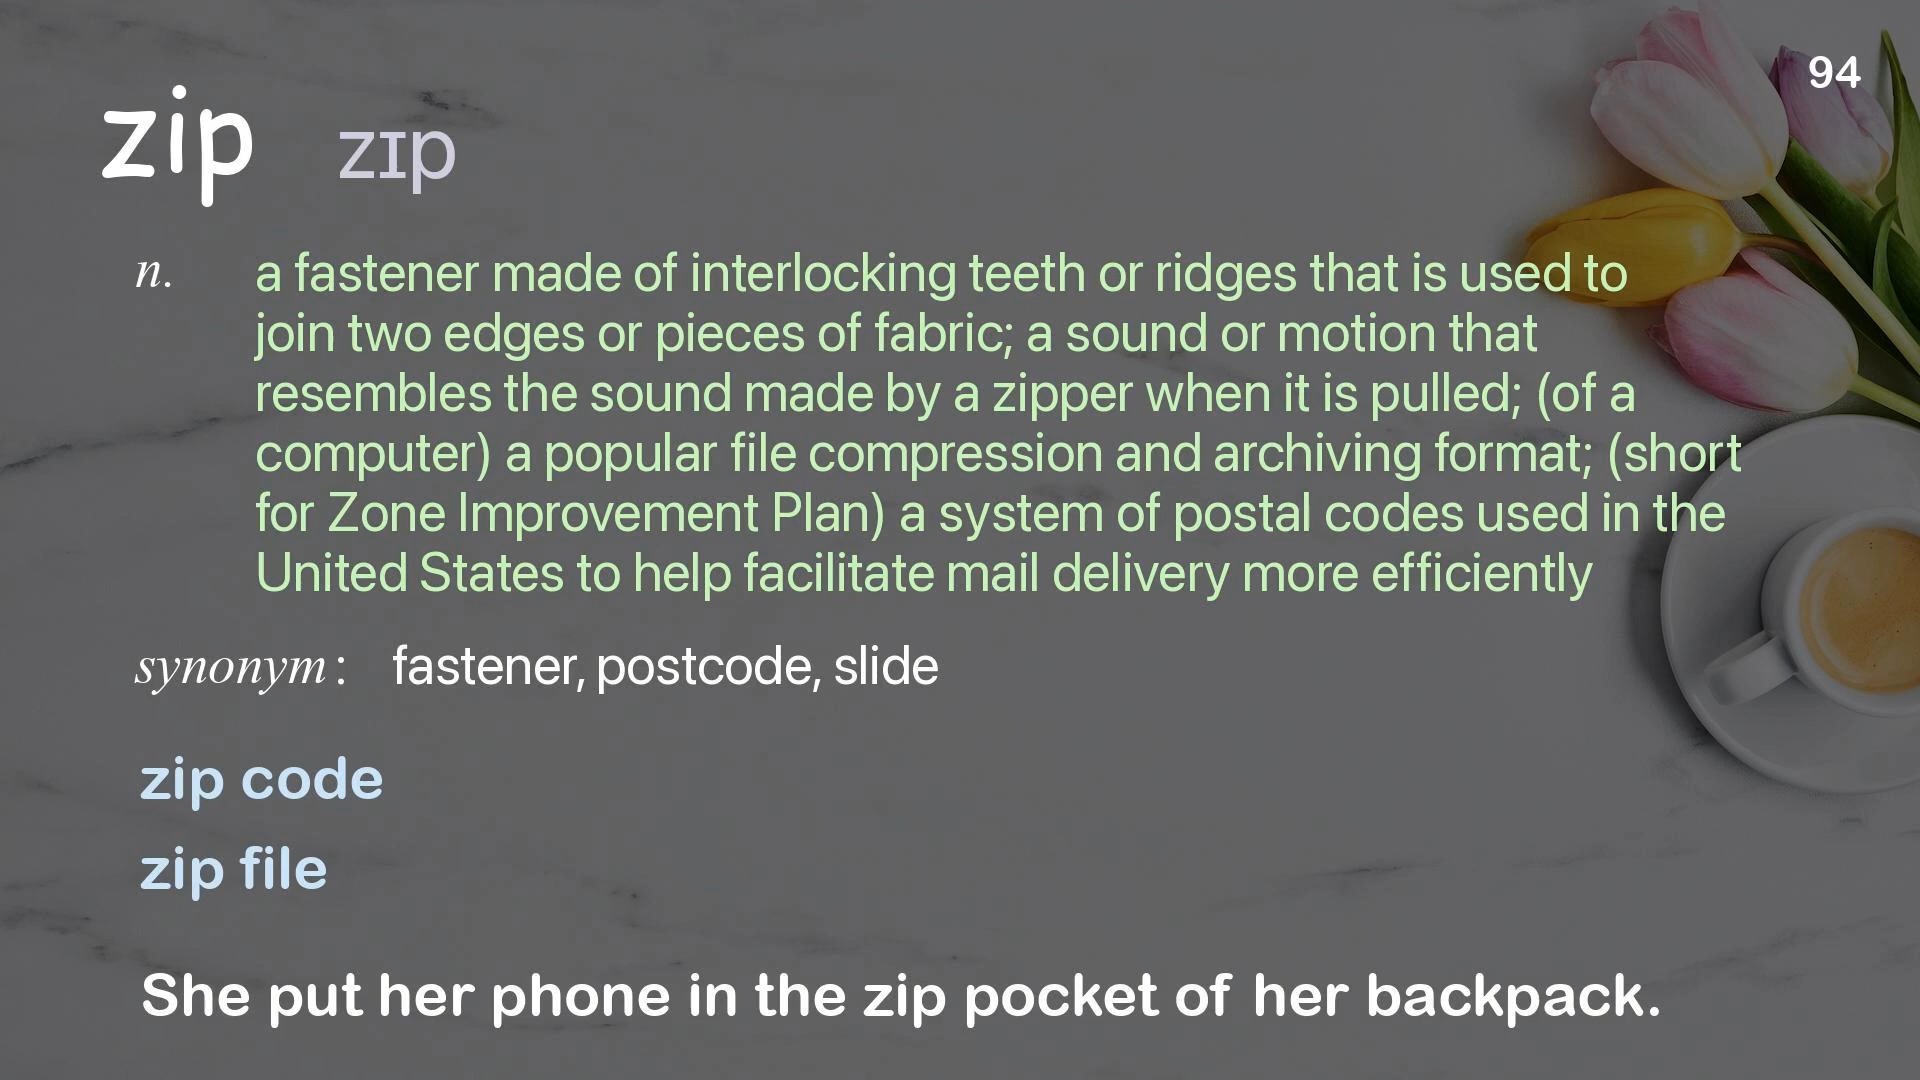 94
zip zɪp
n. a fastener made of interlocking teeth or ridges that is used to
join two edges or pieces of fabric; a sound or motion that
resembles the sound made by a zipper when it is pulled; (of a
computer) a popular file compression and archiving format; (short
for Zone Improvement Plan) a system of postal codes used in the
United States to help facilitate mail delivery more efficiently
synonym: fastener, postcode, slide
zip code
zip file
She put her phone in the zip pocket of her backpack.